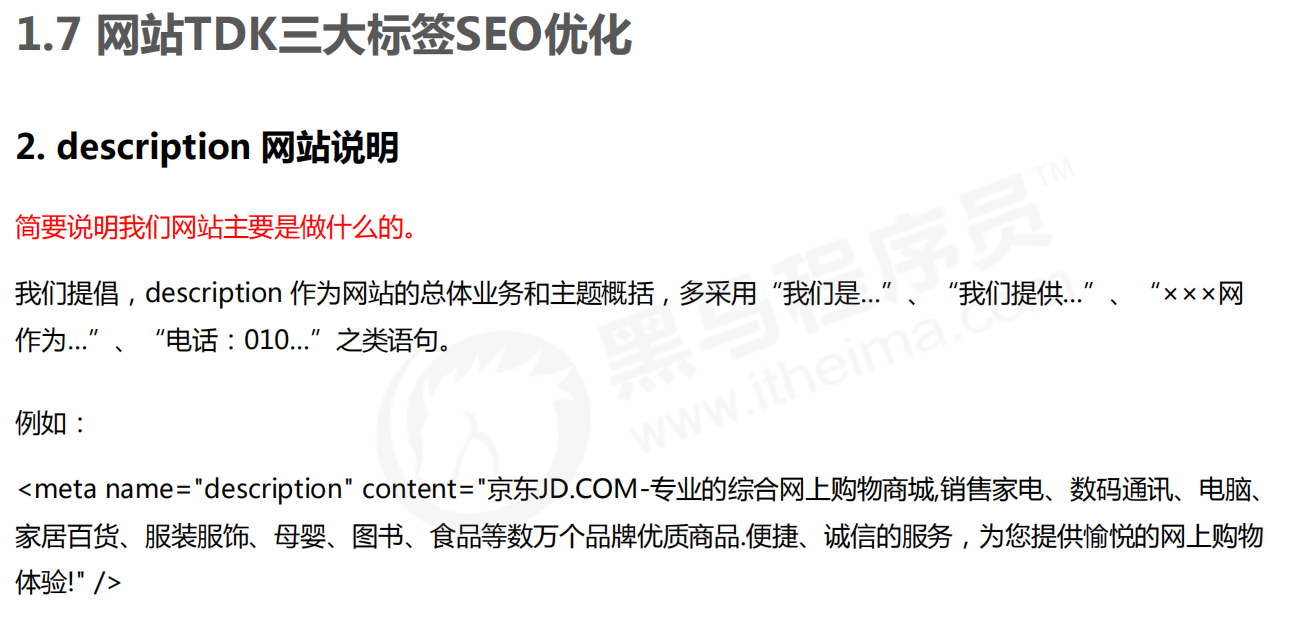 1.7 网站TDK三大标签SEO优化
2. description 网站说明
简要说明我们网站主要是做什么的。
我们提倡，description 作为网站的总体业务和主题概括，多采用“我们是…”、“我们提供…”、“×××网
作为…”、“电话：010…”之类语句。
例如：
<meta name="description" content="京东JD.COM-专业的综合网上购物商城,销售家电、数码通讯、电脑、
家居百货、服装服饰、母婴、图书、食品等数万个品牌优质商品.便捷、诚信的服务，为您提供愉悦的网上购物
体验!" />
黑马程序员™
www.itheima.com